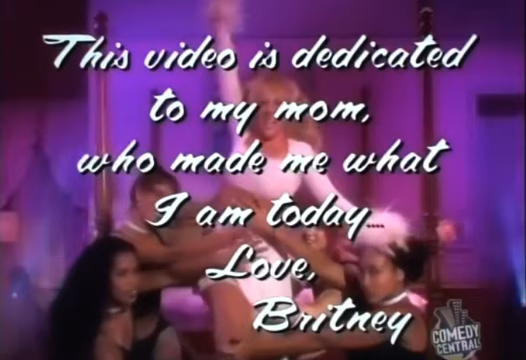 This video is dedicated
to my mom,
who made me what
I am today....
Love,
Britney
COMEDY
CENTRAL